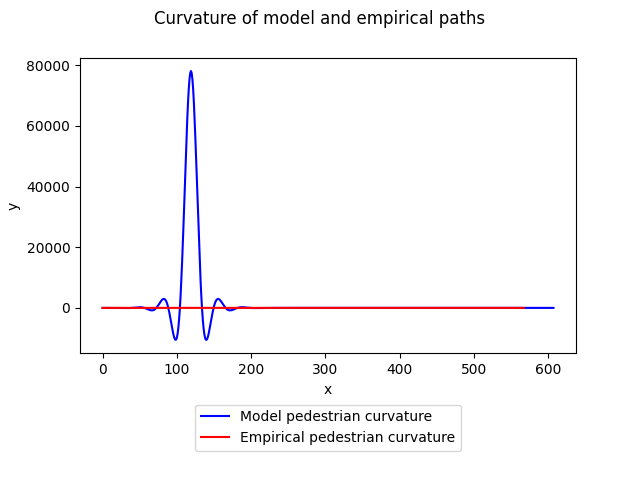 Curvature of model and empirical paths
80000
60000
40000
20000
0
y
0 100 200 300 400 500 600
x
Model pedestrian curvature
Empirical pedestrian curvature